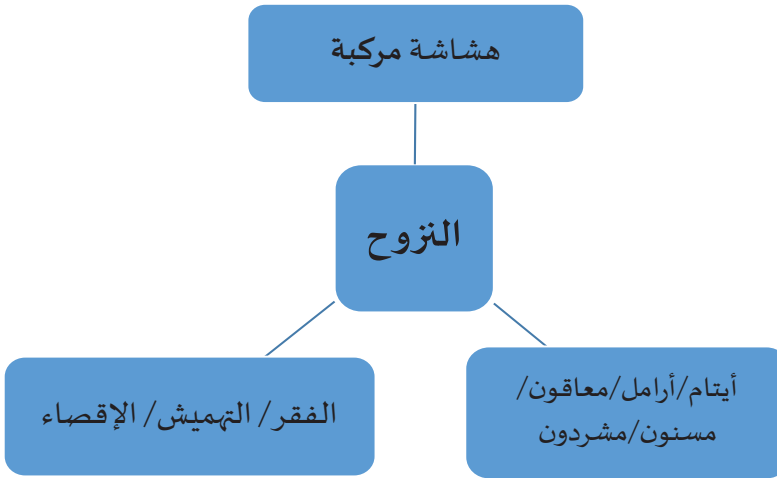 هشاشة مركبة
النزوح
أيتام/أرامل/معاقون/
مسنون/مشردون
الفقر/ التهميش/ الإقصاء